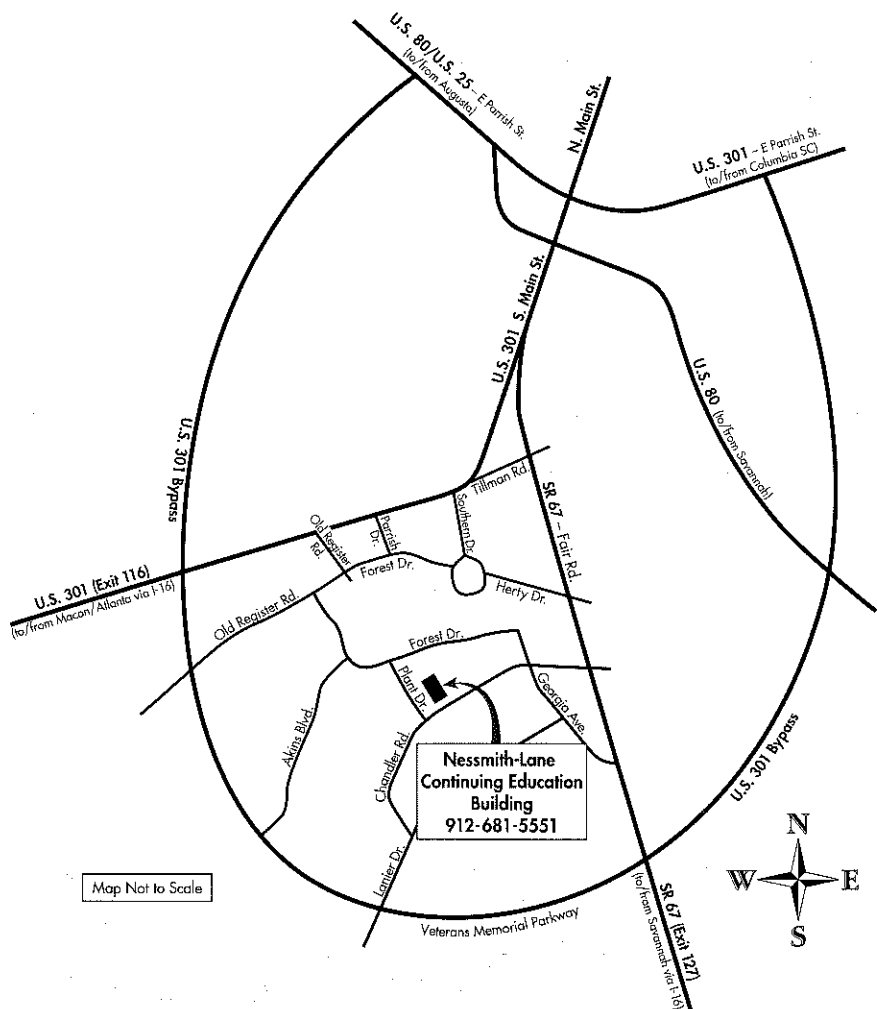 U.S. 80/U.S. 25 – E Parrish St.
(to/from Augusta)
N. Main St.
U.S. 301 – E Parrish St.
(to/from Columbia SC)
U.S. 301 S. Main St.
U.S. 80 (to/from Savannah)
U.S. 301 Bypass
Tillman Rd.
Southern Dr.
Parrish
Dr.
Old Register
Rd.
SR 67 – Fair Rd.
Forest Dr.
Herty Dr.
U.S. 301 (Exit 116)
(to/from Macon/Atlanta via I-16)
Old Register Rd.
Forest Dr.
Plant Dr.
Georgia Ave.
Akins Blvd.
Chandler Rd.
Nessmith-Lane
Continuing Education
Building
912-681-5551
U.S. 301 Bypass
Lanier Dr.
Map Not to Scale
Veterans Memorial Parkway
SR 67 (Exit 127)
(to/from Savannah via I-16)
N
W
E
S